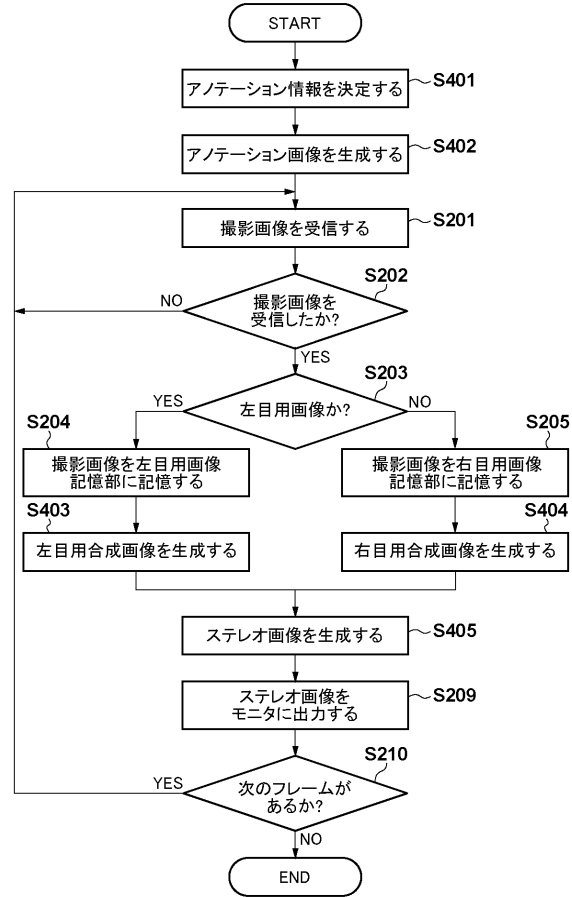 START
アノテーション情報を決定する
S401
アノテーション画像を生成する
S402
撮影画像を受信する
S201
S202
撮影画像を
受信したか?
NO
YES
S203
左目用画像か?
YES
NO
S204
撮影画像を左目用画像
記憶部に記憶する
S205
撮影画像を右目用画像
記憶部に記憶する
S403
左目用合成画像を生成する
S404
右目用合成画像を生成する
ステレオ画像を生成する
S405
ステレオ画像を
モニタに出力する
S209
S210
次のフレームが
あるか?
YES
NO
END